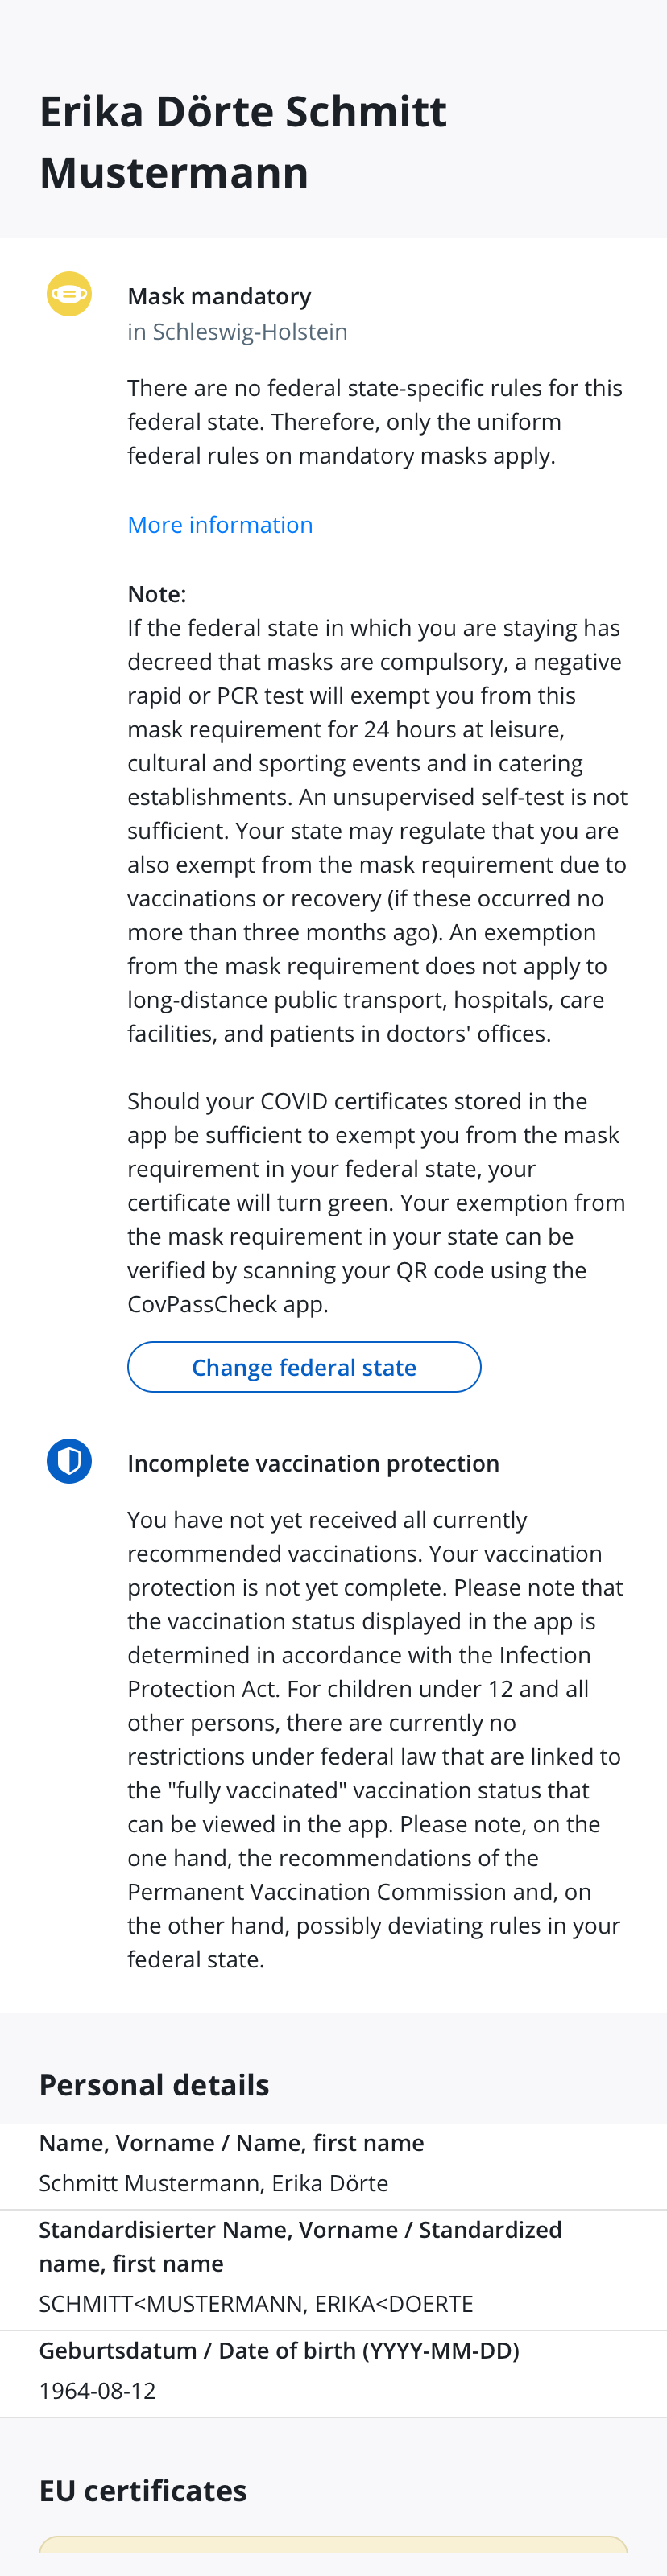 Erika Dörte Schmitt
Mustermann
Mask mandatory
in Schleswig-Holstein
There are no federal state-specific rules for this
federal state. Therefore, only the uniform
federal rules on mandatory masks apply.
More information
Note:
If the federal state in which you are staying has
decreed that masks are compulsory, a negative
rapid or PCR test will exempt you from this
mask requirement for 24 hours at leisure,
cultural and sporting events and in catering
establishments. An unsupervised self-test is not
sufficient. Your state may regulate that you are
also exempt from the mask requirement due to
vaccinations or recovery (if these occurred no
more than three months ago). An exemption
from the mask requirement does not apply to
long-distance public transport, hospitals, care
facilities, and patients in doctors' offices.
Should your COVID certificates stored in the
app be sufficient to exempt you from the mask
requirement in your federal state, your
certificate will turn green. Your exemption from
the mask requirement in your state can be
verified by scanning your QR code using the
CovPassCheck app.
Change federal state
Incomplete vaccination protection
You have not yet received all currently
recommended vaccinations. Your vaccination
protection is not yet complete. Please note that
the vaccination status displayed in the app is
determined in accordance with the Infection
Protection Act. For children under 12 and all
other persons, there are currently no
restrictions under federal law that are linked to
the "fully vaccinated" vaccination status that
can be viewed in the app. Please note, on the
one hand, the recommendations of the
Permanent Vaccination Commission and, on
the other hand, possibly deviating rules in your
federal state.
Personal details
Name, Vorname / Name, first name
Schmitt Mustermann, Erika Dörte
Standardisierter Name, Vorname / Standardized
name, first name
SCHMITT<MUSTERMANN, ERIKA<DOERTE
Geburtsdatum / Date of birth (YYYY-MM-DD)
1964-08-12
EU certificates